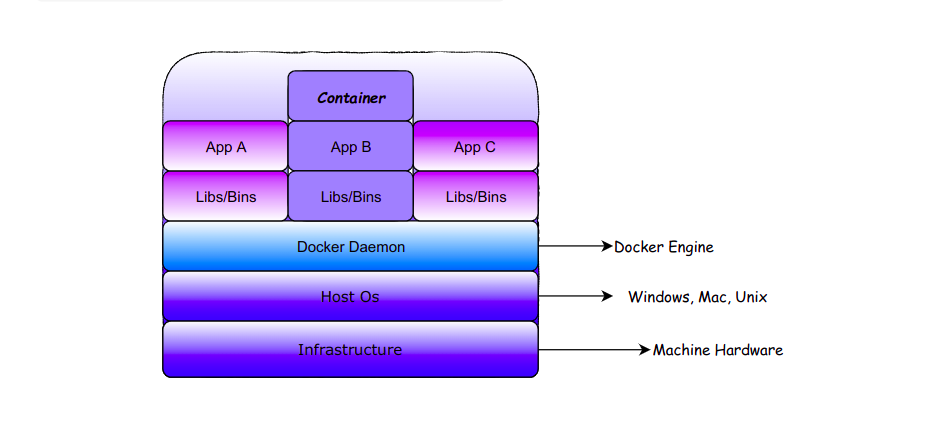 Container
App A
App B
App C
Libs/Bins
Libs/Bins
Libs/Bins
Docker Daemon
Docker Engine
Host Os
Windows, Mac, Unix
Infrastructure
Machine Hardware